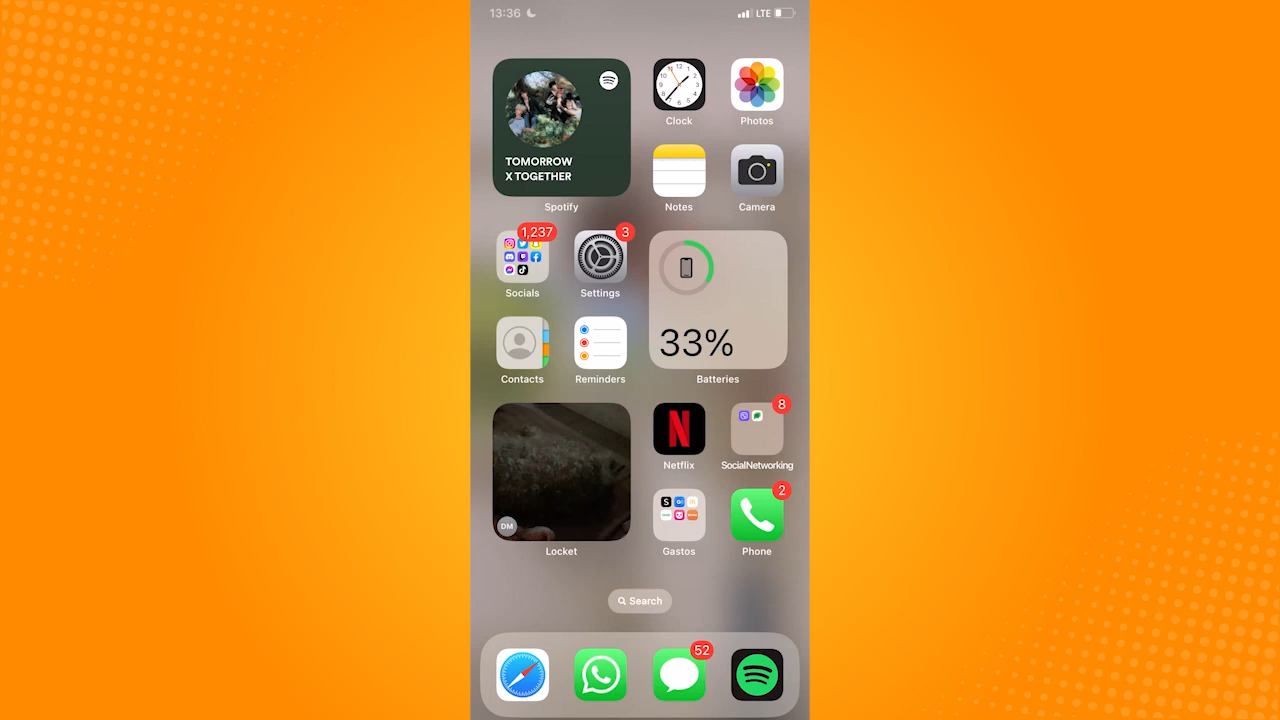 13:36
LTE
TOMORROW
X TOGETHER
Spotify
Clock
Photos
Notes
Camera
1,237
3
Socials
Settings
33%
Contacts
Reminders
Batteries
8
Netflix
SocialNetworking
2
DM
Locket
Gastos
Phone
Search
52